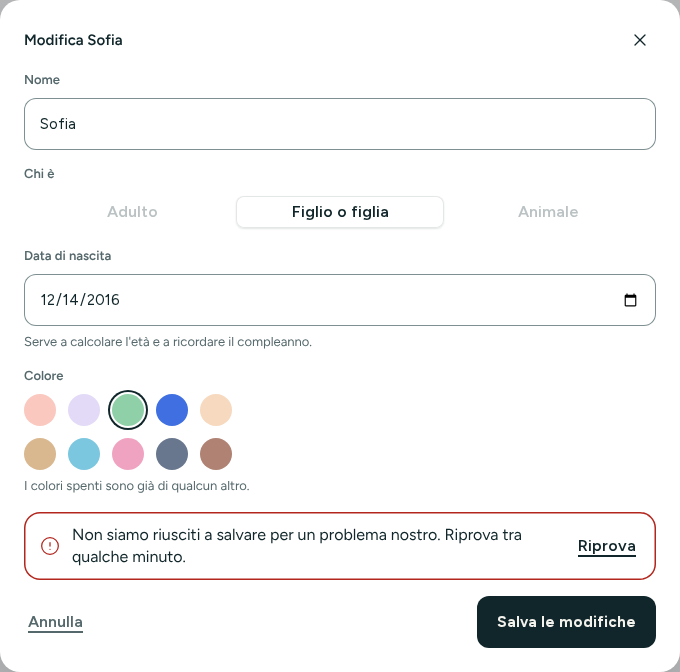 Modifica Sofia
Nome
Sofia
Chi è
Adulto
Figlio o figlia
Animale
Data di nascita
12/14/2016
Serve a calcolare l'età e a ricordare il compleanno.
Colore
I colori spenti sono già di qualcun altro.
Non siamo riusciti a salvare per un problema nostro. Riprova tra
qualche minuto.
Riprova
Annulla
Salva le modifiche